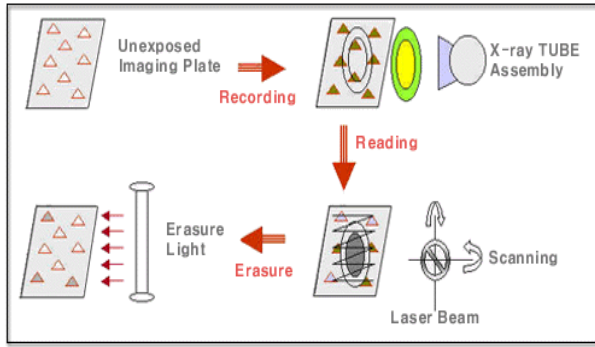 Unexposed
Imaging Plate
Recording
X-ray TUBE
Assembly
Reading
Erasure
Light
Erasure
Scanning
Laser Beam